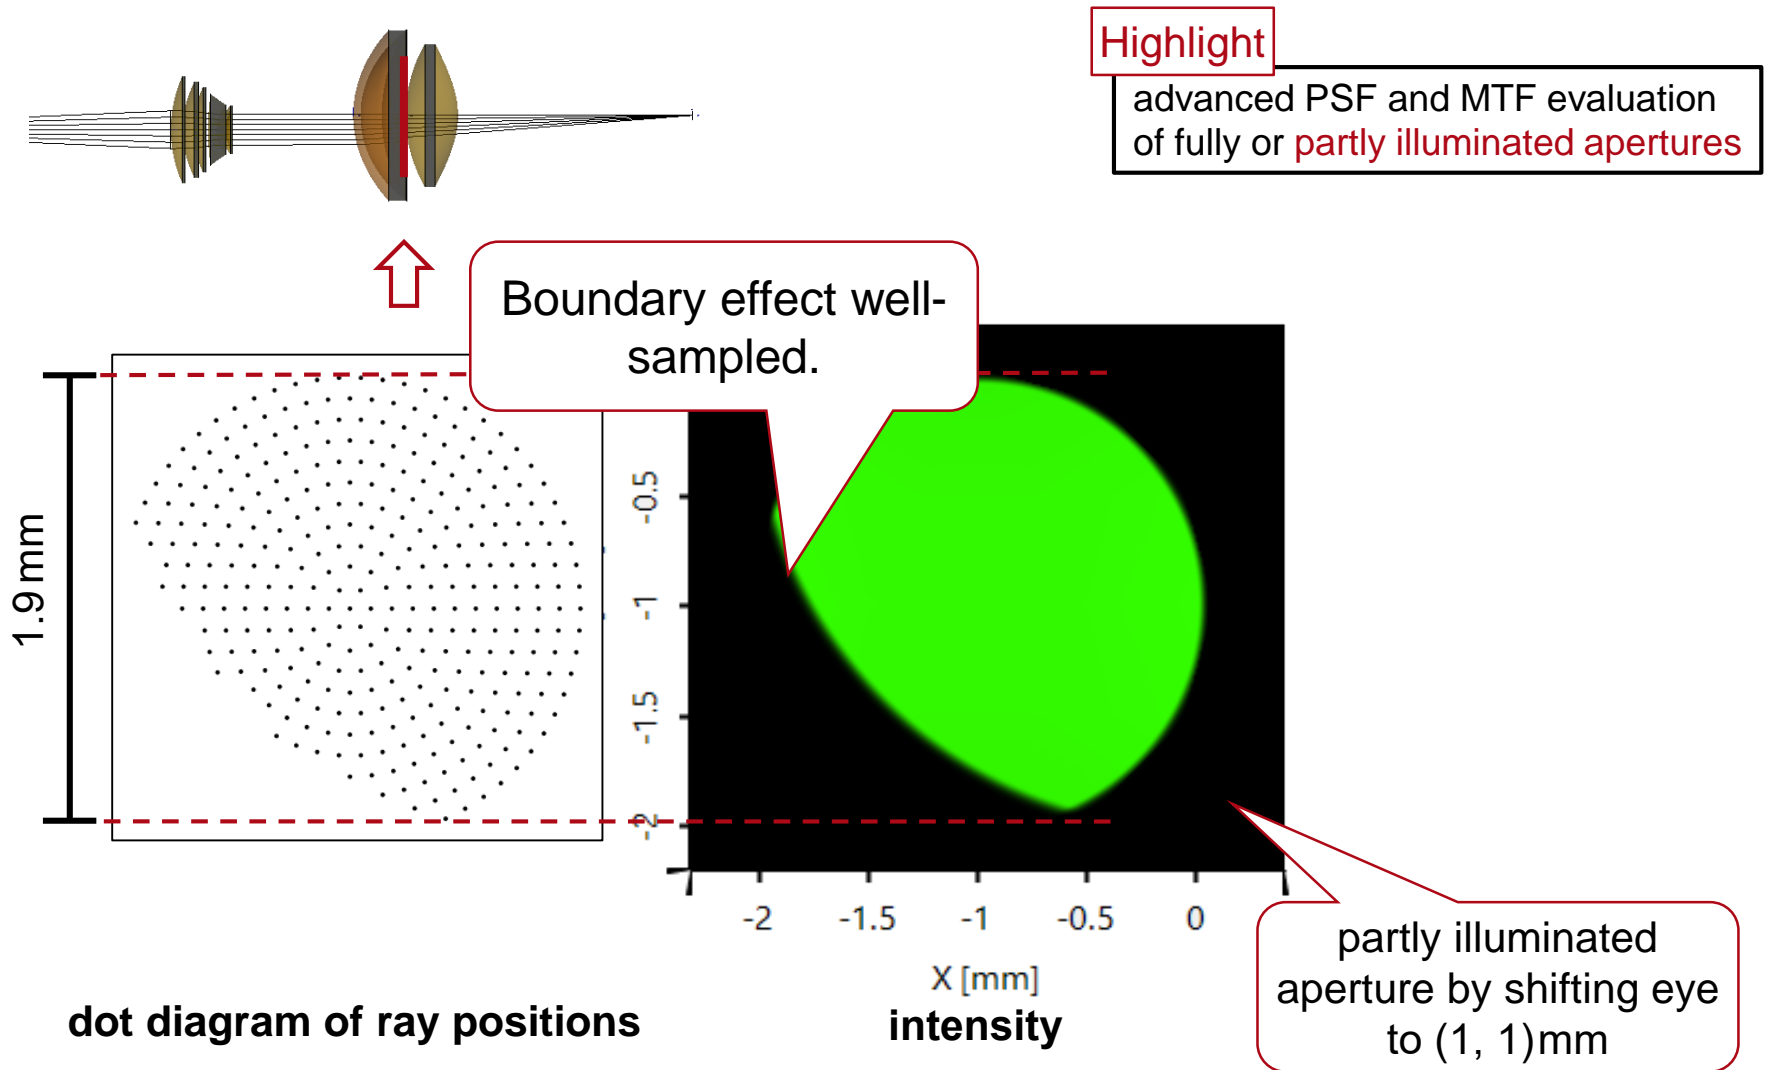 Highlight
advanced PSF and MTF evaluation
of fully or partly illuminated apertures
Boundary effect well-
sampled.
1.9mm
-0.5
-1
-1.5
-2
-2
-1.5
-1
-0.5
0
X [mm]
dot diagram of ray positions
intensity
partly illuminated
aperture by shifting eye
to (1, 1)mm